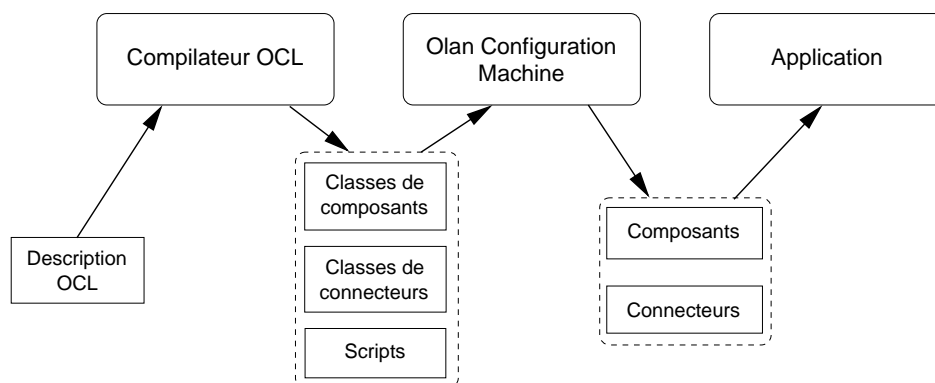 Compilateur OCL
Olan Configuration
Machine
Application
Description
OCL
Classes de
composants
Classes de
connecteurs
Scripts
Composants
Connecteurs